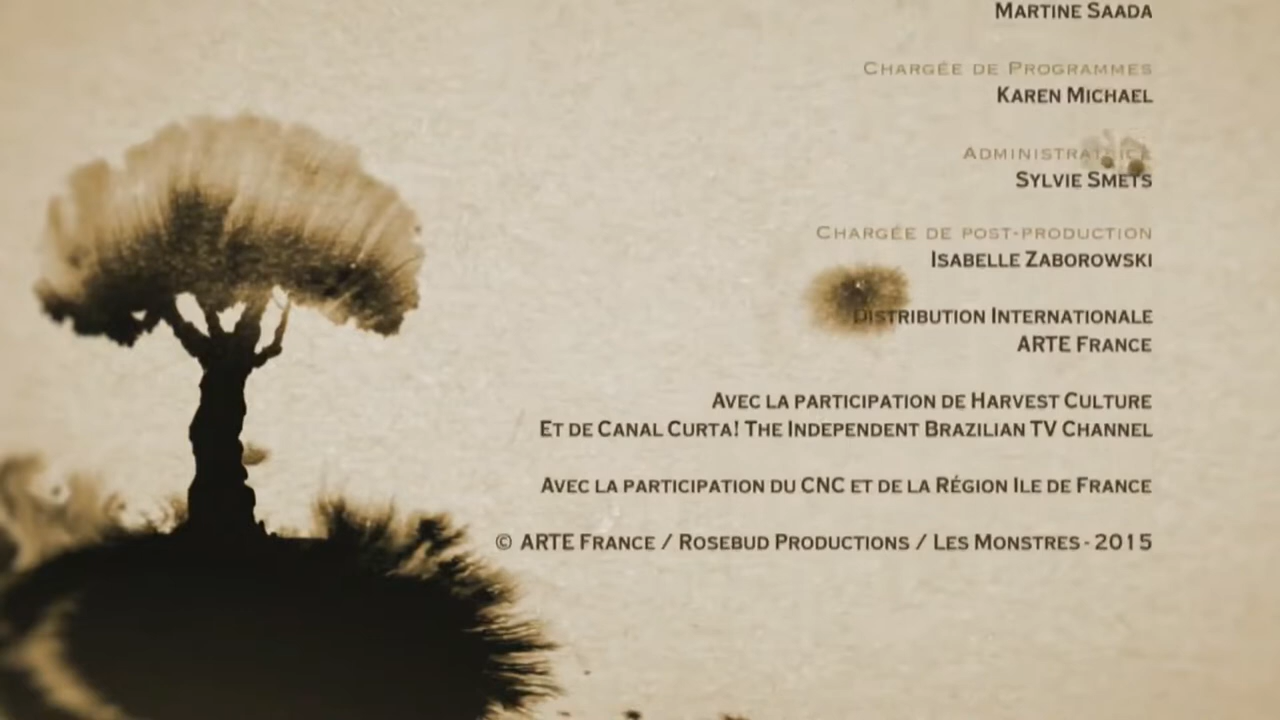 MARTINE SAADA
CHARGÉE DE PROGRAMMES
KAREN MICHAEL
ADMINISTRATRICE
SYLVIE SMETS
CHARGÉE DE POST-PRODUCTION
ISABELLE ZABOROWSKI
DISTRIBUTION INTERNATIONALE
ARTE FRANCE
AVEC LA PARTICIPATION DE HARVEST CULTURE
ET DE CANAL CURTA! THE INDEPENDENT BRAZILIAN TV CHANNEL
AVEC LA PARTICIPATION DU CNC ET DE LA RÉGION ILE DE FRANCE
© ARTE FRANCE / ROSEBUD PRODUCTIONS / LES MONSTRES - 2015